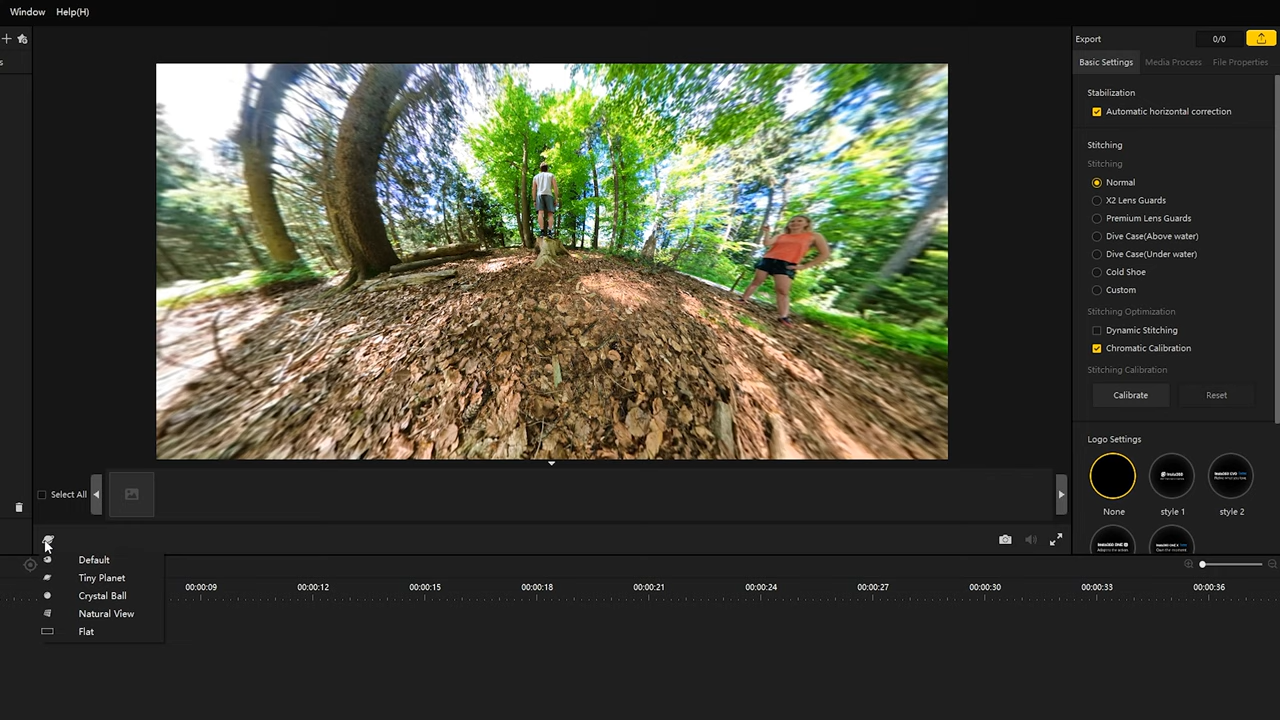 Window Help(H)
Export 0/0
s
Basic Settings Media Process File Properties
Stabilization
Automatic horizontal correction
Stitching
Stitching
Normal
X2 Lens Guards
Premium Lens Guards
Dive Case(Above water)
Dive Case(Under water)
Cold Shoe
Custom
Stitching Optimization
Dynamic Stitching
Chromatic Calibration
Stitching Calibration
Calibrate Reset
Logo Settings
None style 1 style 2
Select All
Default
Tiny Planet
Crystal Ball
Natural View
Flat
00:00:09 00:00:12 00:00:15 00:00:18 00:00:21 00:00:24 00:00:27 00:00:30 00:00:33 00:00:36